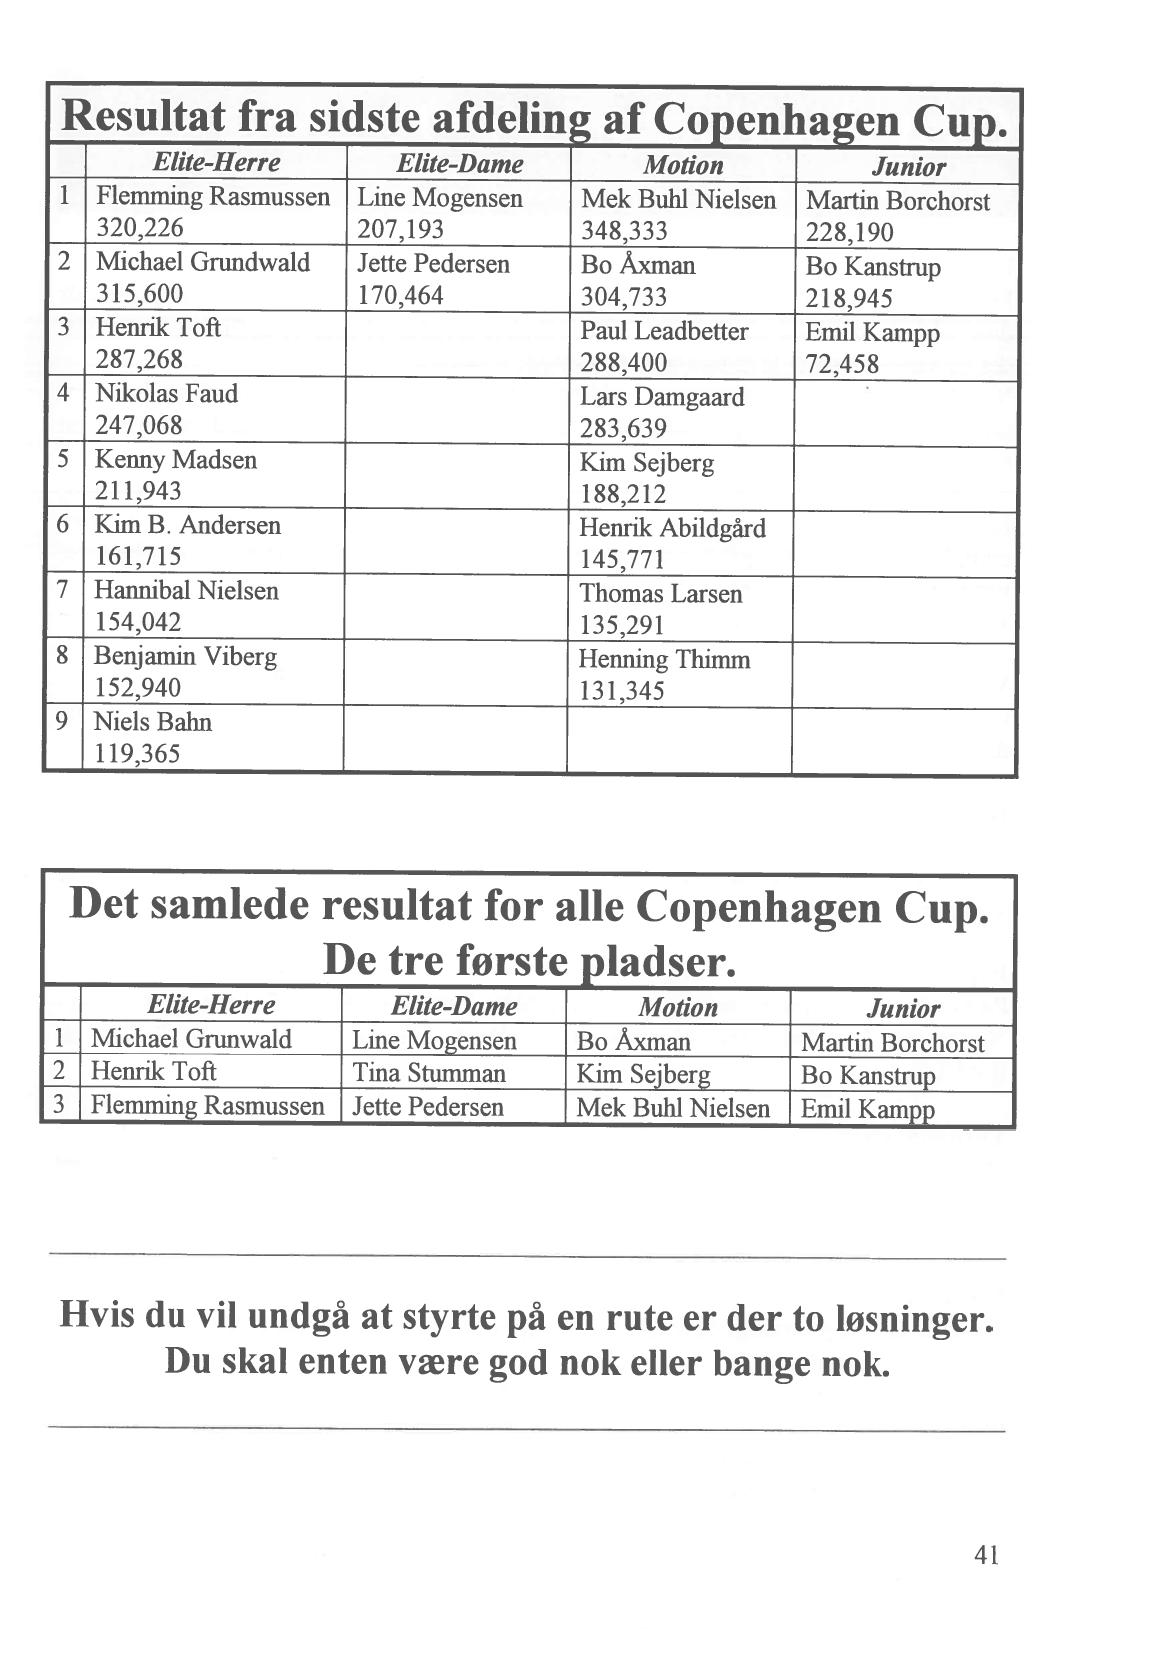 Resultat fra sidste afdeling af Copenhagen Cup.
Elite-Herre Elite-Dame Motion Junior
1 Flemming Rasmussen Line Mogensen Mek Buhl Nielsen Martin Borchorst
320,226 207,193 348,333 228,190
2 Michael Grundwald Jette Pedersen Bo Åxman Bo Kanstrup
315,600 170,464 304,733 218,945
3 Henrik Toft Paul Leadbetter Emil Kampp
287,268 288,400 72,458
4 Nikolas Faud Lars Damgaard
247,068 283,639
5 Kenny Madsen Kim Sejberg
211,943 188,212
6 Kim B. Andersen Henrik Abildgård
161,715 145,771
7 Hannibal Nielsen Thomas Larsen
154,042 135,291
8 Benjamin Viberg Henning Thimm
152,940 131,345
9 Niels Bahn
119,365
Det samlede resultat for alle Copenhagen Cup.
De tre første pladser.
Elite-Herre Elite-Dame Motion Junior
1 Michael Grunwald Line Mogensen Bo Åxman Martin Borchorst
2 Henrik Toft Tina Stumman Kim Sejberg Bo Kanstrup
3 Flemming Rasmussen Jette Pedersen Mek Buhl Nielsen Emil Kampp
Hvis du vil undgå at styrte på en rute er der to løsninger.
Du skal enten være god nok eller bange nok.
41